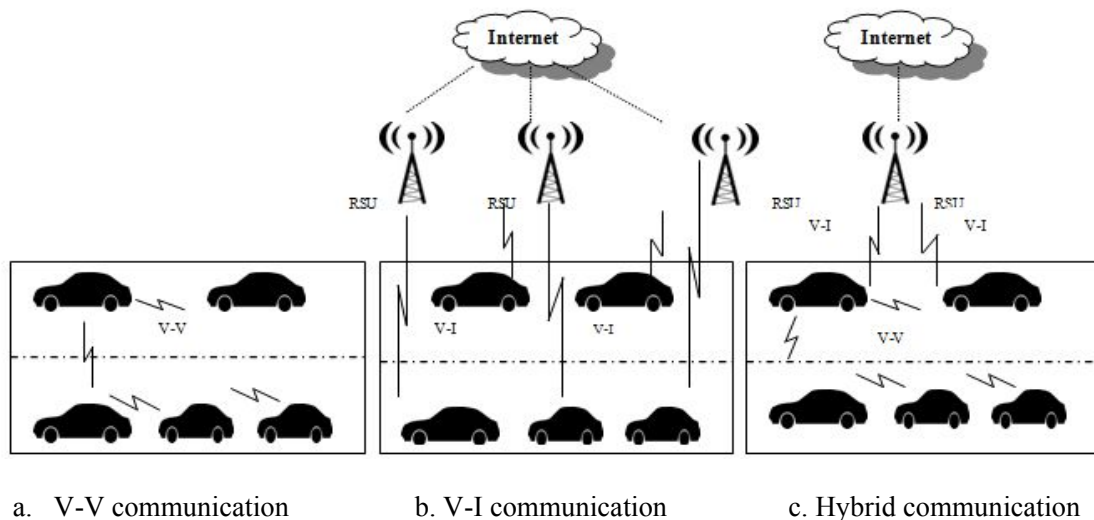 Internet
Internet
RSU
RSU
RSU
RSU
V-I
V-I
V-V
V-I
V-I
V-V
a. V-V communication
b. V-I communication
c. Hybrid communication